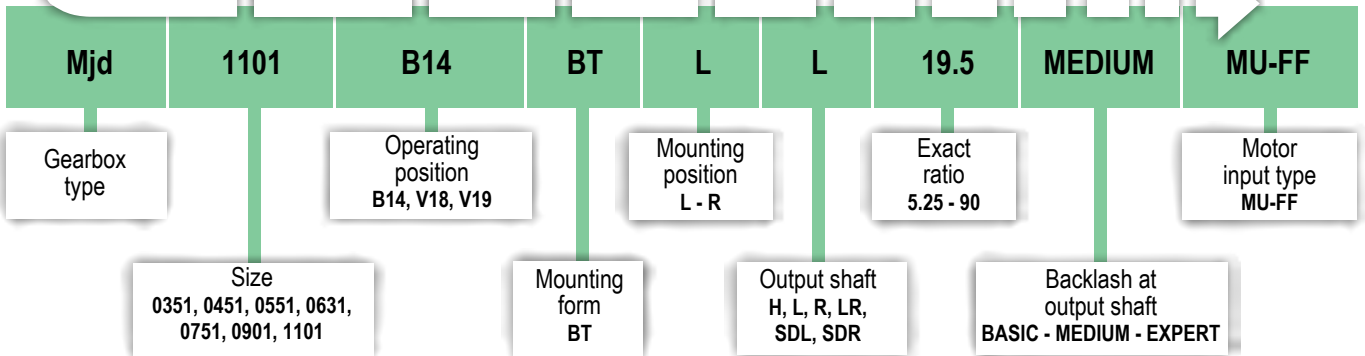 Mjd 1101 B14 BT L L 19.5 MEDIUM MU-FF
Gearbox
type
Operating
position
B14, V18, V19
Mounting
position
L - R
Exact
ratio
5.25 - 90
Motor
input type
MU-FF
Size
0351, 0451, 0551, 0631,
0751, 0901, 1101
Mounting
form
BT
Output shaft
H, L, R, LR,
SDL, SDR
Backlash at
output shaft
BASIC - MEDIUM - EXPERT